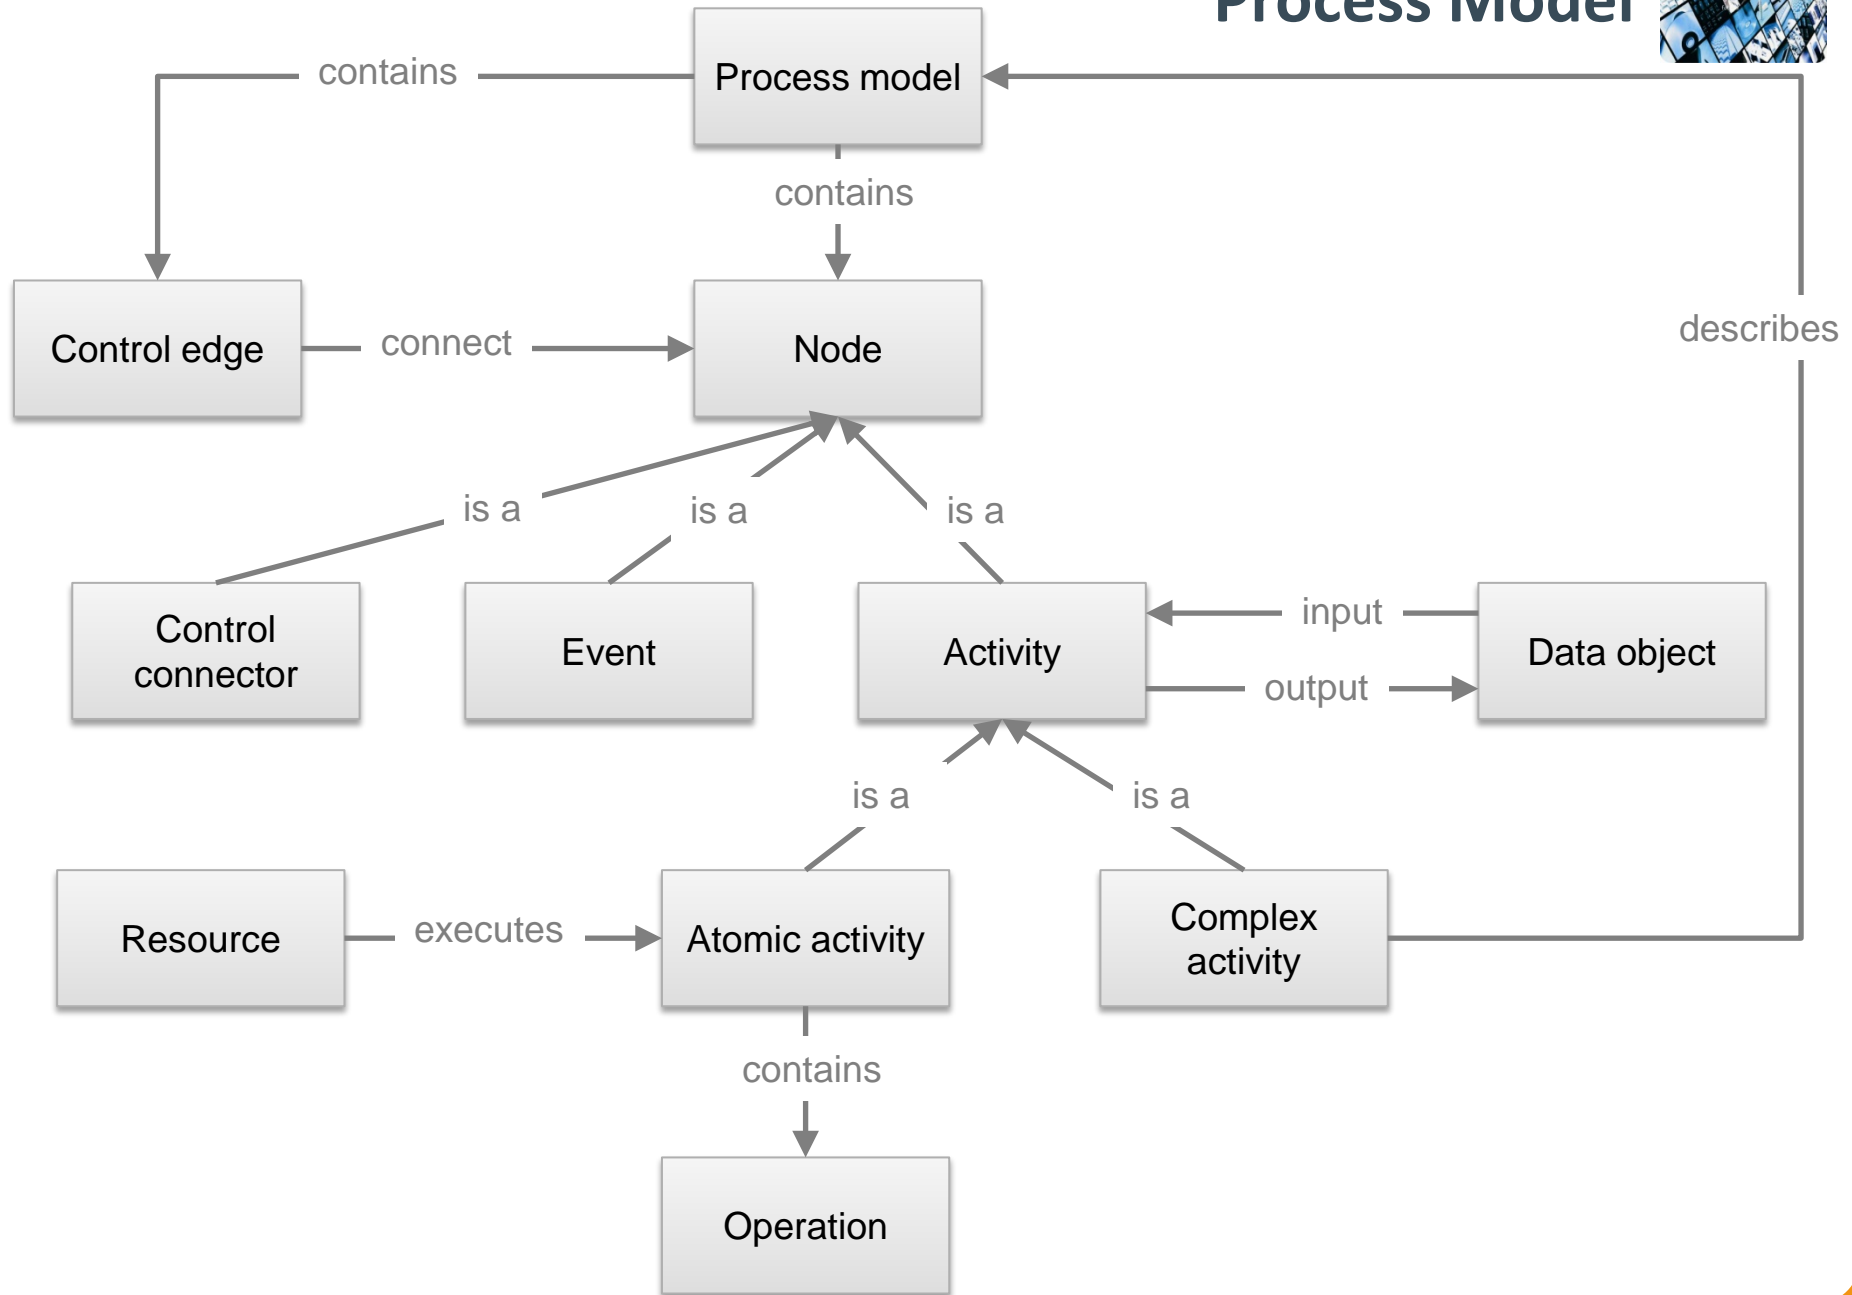 Process Model
contains
Process model
contains
Control edge
connect
Node
describes
is a
is a
is a
Control
connector
Event
Activity
input
output
Data object
is a
is a
Resource
executes
Atomic activity
Complex
activity
contains
Operation